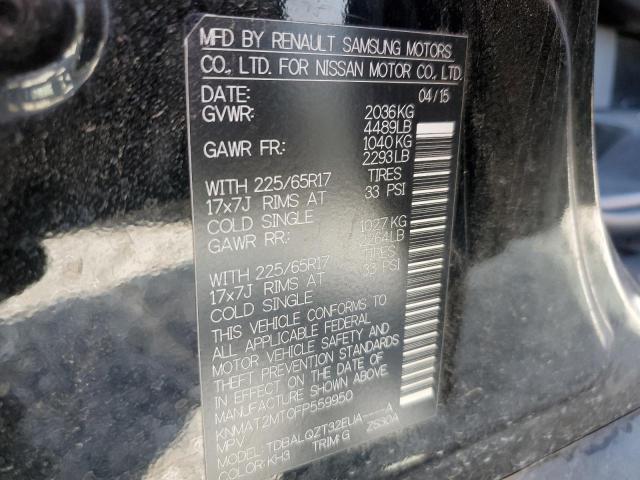 MFD BY RENAULT SAMSUNG MOTORS
CO., LTD. FOR NISSAN MOTOR CO., LTD.
DATE: 04/15
GVWR: 2036KG
4489LB
GAWR FR: 1040KG
2293LB
WITH 225/65R17 TIRES
17x7J RIMS AT 33 PSI
COLD SINGLE
GAWR RR: 1027KG
2264LB
WITH 225/65R17 TIRES
17x7J RIMS AT 33 PSI
COLD SINGLE
THIS VEHICLE CONFORMS TO
ALL APPLICABLE FEDERAL
MOTOR VEHICLE SAFETY AND
THEFT PREVENTION STANDARDS
IN EFFECT ON THE DATE OF
MANUFACTURE SHOWN ABOVE.
KNMAT2MT0FP559950
MPV
MODEL: TDBALQZT32EUA----A
COLOR: KH3 TRIM: G ZS30A